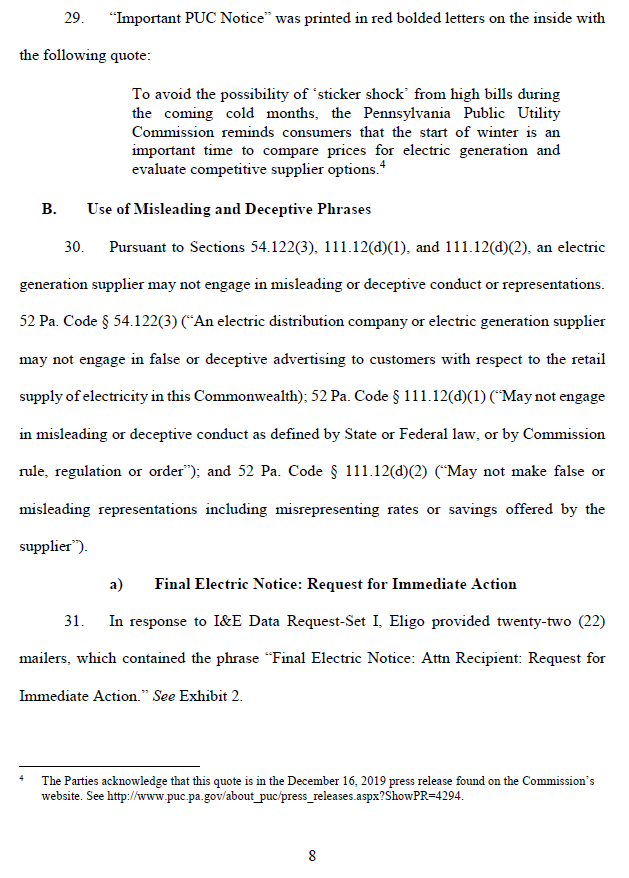 29. “Important PUC Notice” was printed in red bolded letters on the inside with
the following quote:
To avoid the possibility of ‘sticker shock’ from high bills during
the coming cold months, the Pennsylvania Public Utility
Commission reminds consumers that the start of winter is an
important time to compare prices for electric generation and
evaluate competitive supplier options.4
B. Use of Misleading and Deceptive Phrases
30. Pursuant to Sections 54.122(3), 111.12(d)(1), and 111.12(d)(2), an electric
generation supplier may not engage in misleading or deceptive conduct or representations.
52 Pa. Code § 54.122(3) (“An electric distribution company or electric generation supplier
may not engage in false or deceptive advertising to customers with respect to the retail
supply of electricity in this Commonwealth); 52 Pa. Code § 111.12(d)(1) (“May not engage
in misleading or deceptive conduct as defined by State or Federal law, or by Commission
rule, regulation or order”); and 52 Pa. Code § 111.12(d)(2) (“May not make false or
misleading representations including misrepresenting rates or savings offered by the
supplier”).
a) Final Electric Notice: Request for Immediate Action
31. In response to I&E Data Request-Set I, Eligo provided twenty-two (22)
mailers, which contained the phrase “Final Electric Notice: Attn Recipient: Request for
Immediate Action.” See Exhibit 2.
4 The Parties acknowledge that this quote is in the December 16, 2019 press release found on the Commission’s
website. See http://www.puc.pa.gov/about_puc/press_releases.aspx?ShowPR=4294.
8